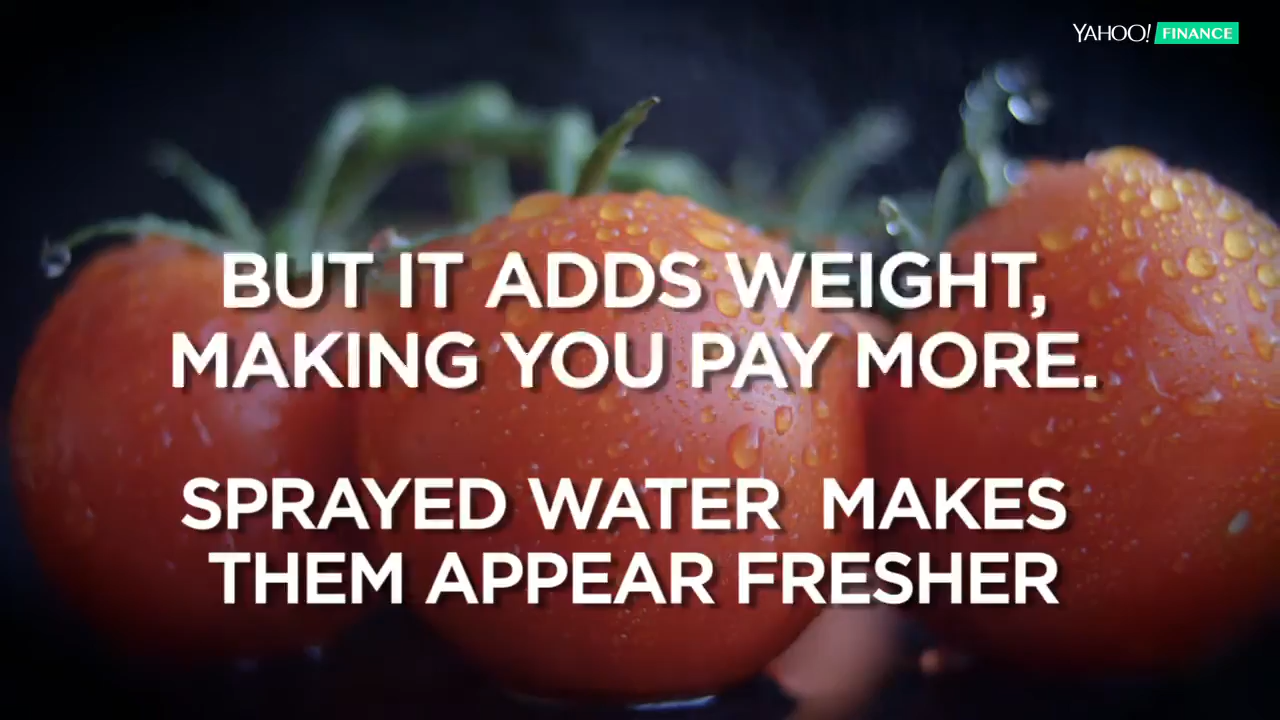 YAHOO! FINANCE
BUT IT ADDS WEIGHT,
MAKING YOU PAY MORE.
SPRAYED WATER MAKES
THEM APPEAR FRESHER